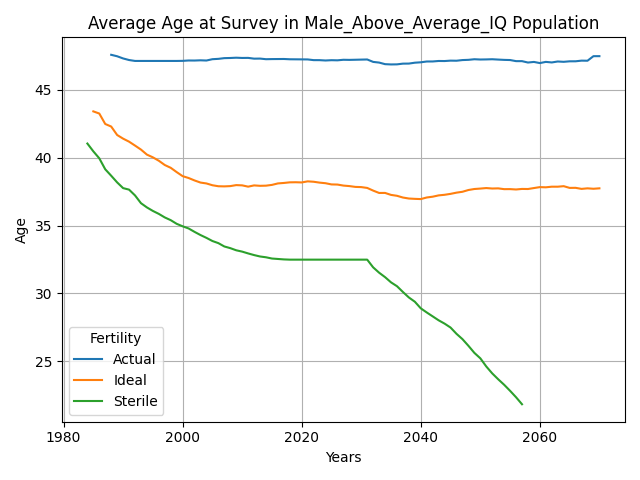 Average Age at Survey in Male_Above_Average_IQ Population
45
40
35
30
25
Age
Fertility
Actual
Ideal
Sterile
1980 2000 2020 2040 2060
Years